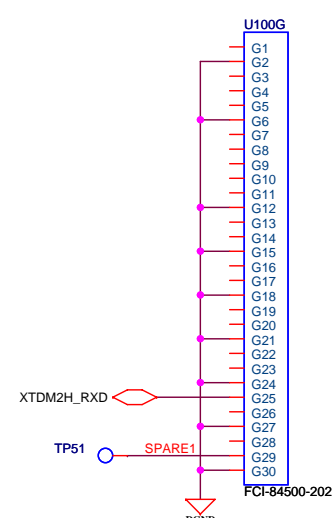 U100G
G1
G2
G3
G4
G5
G6
G7
G8
G9
G10
G11
G12
G13
G14
G15
G16
G17
G18
G19
G20
G21
G22
G23
G24
XTDM2H_RXD G25
G26
G27
G28
TP51 SPARE1 G29
G30
FCI-84500-202